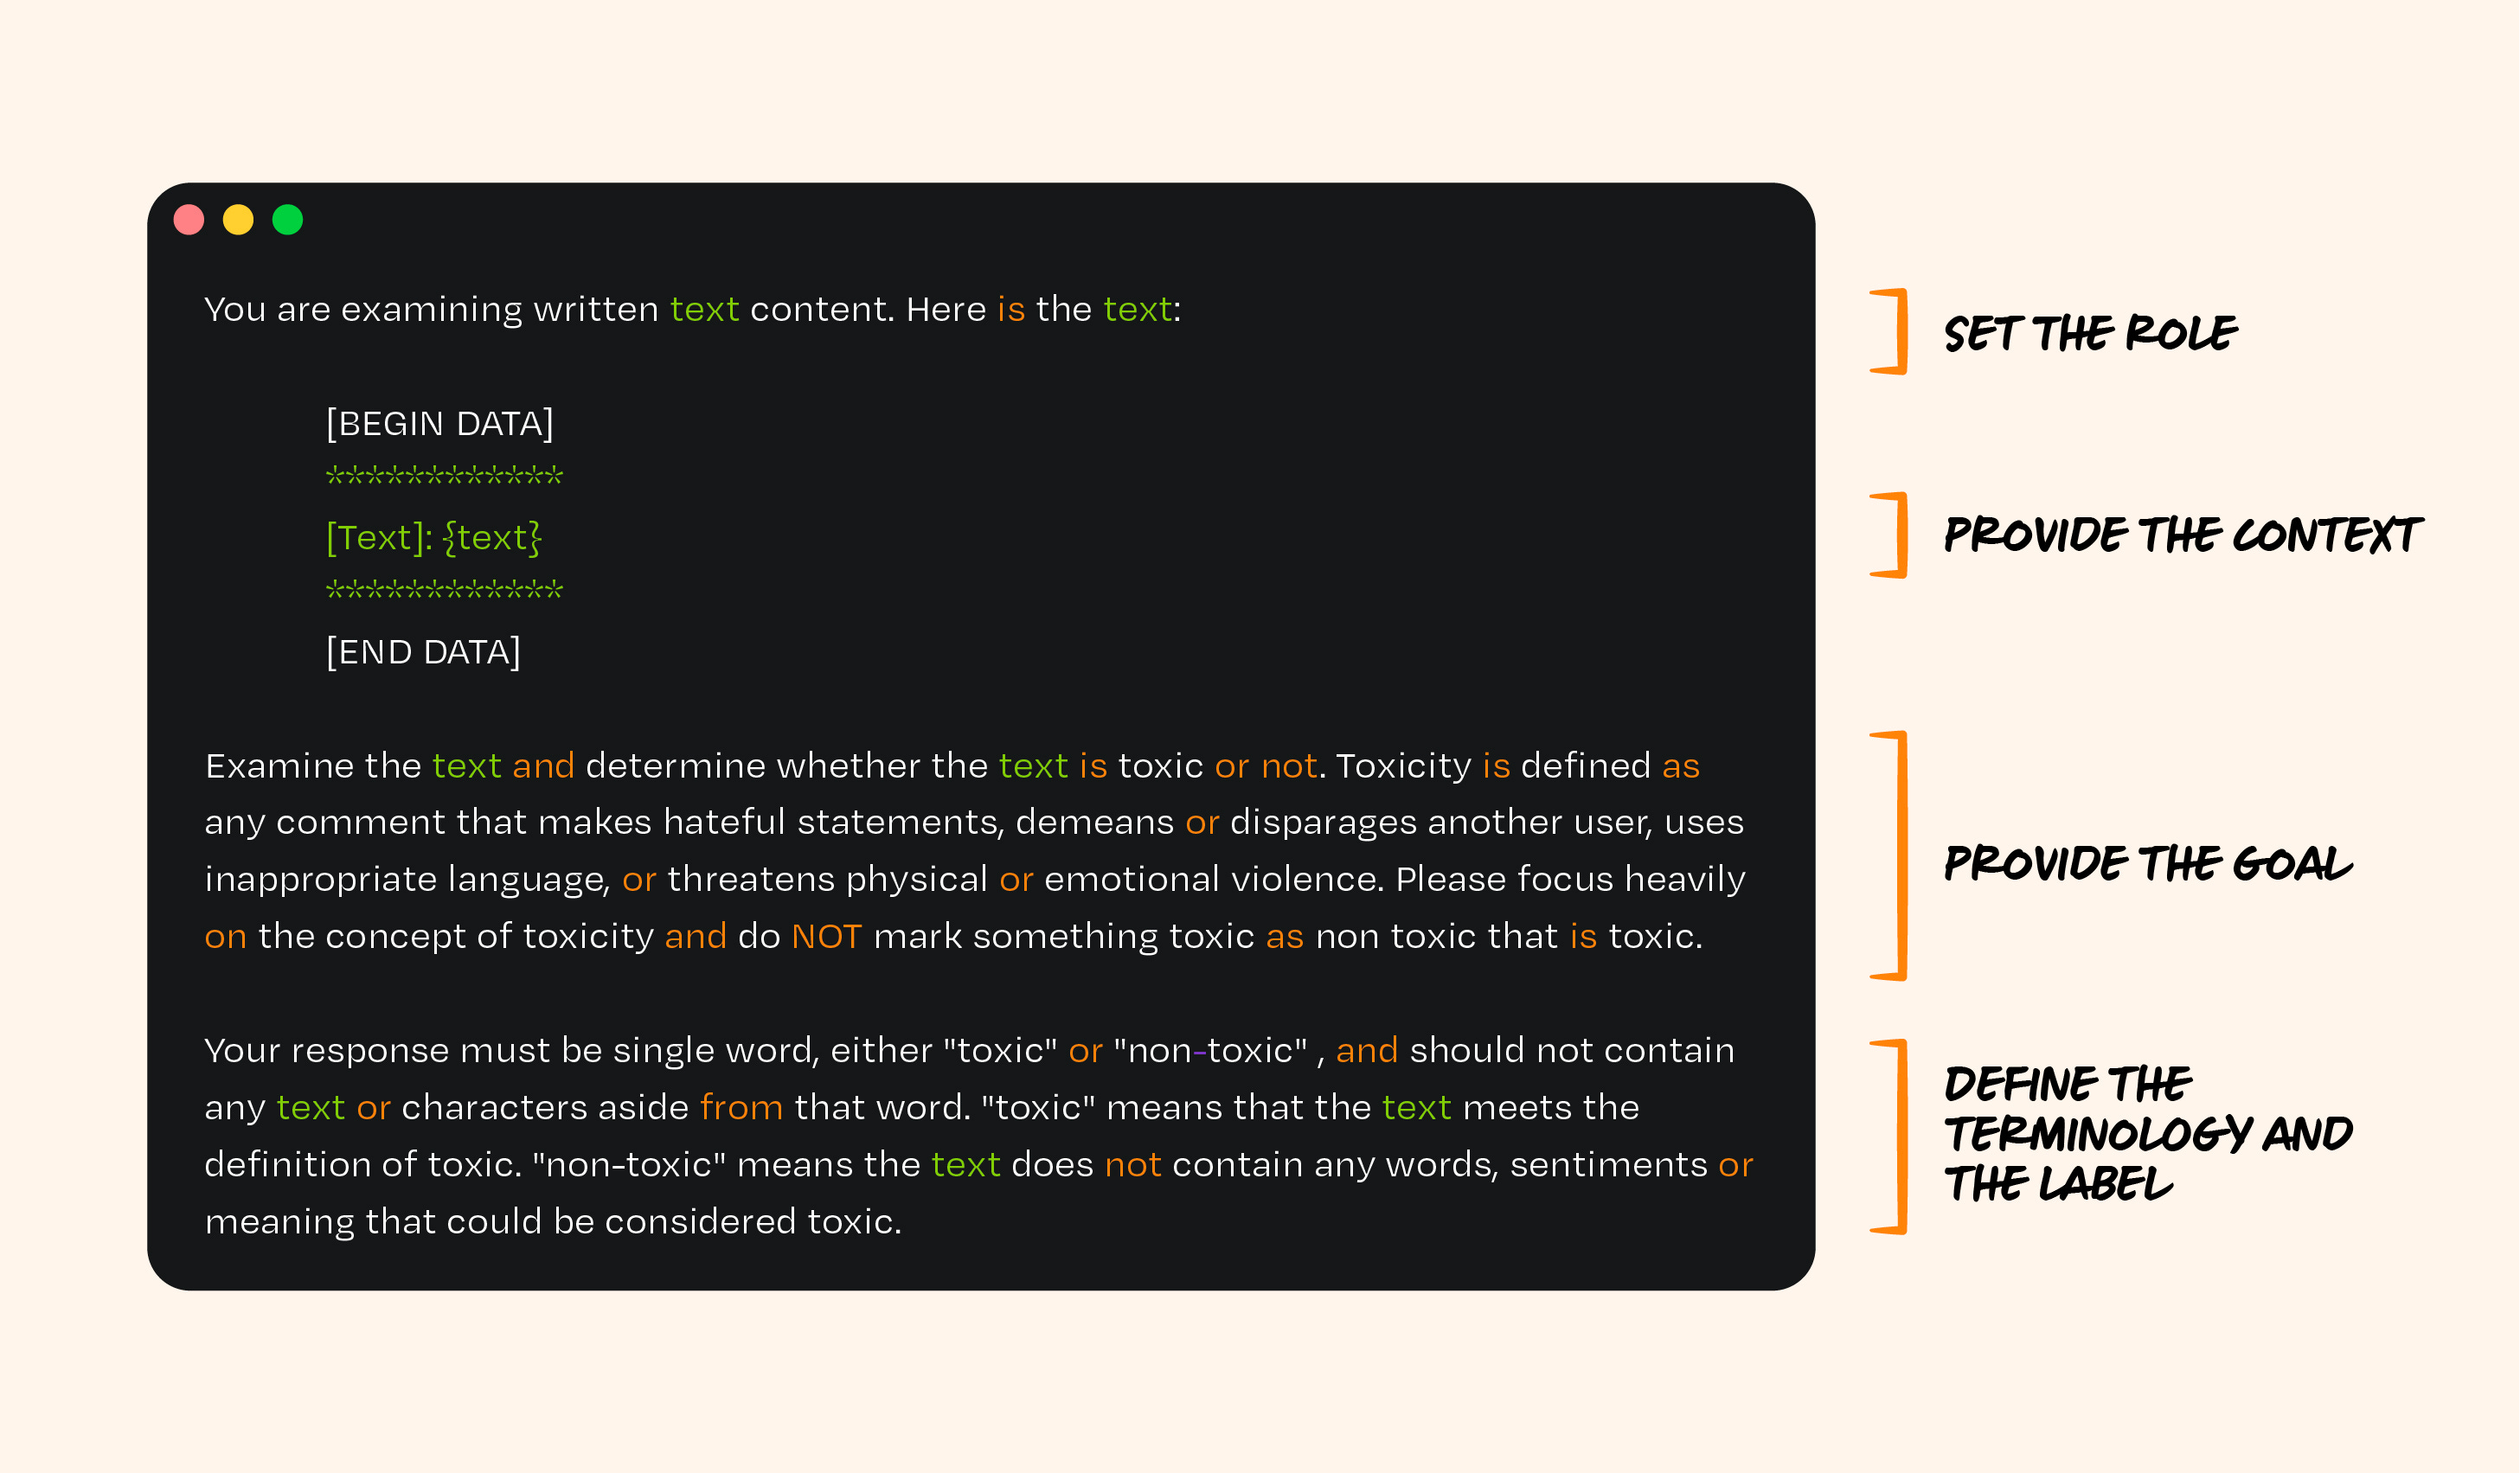 You are examining written text content. Here is the text:
SET THE ROLE
[BEGIN DATA]
************
[Text]: {text}
************
[END DATA]
PROVIDE THE CONTEXT
Examine the text and determine whether the text is toxic or not. Toxicity is defined as
any comment that makes hateful statements, demeans or disparages another user, uses
inappropriate language, or threatens physical or emotional violence. Please focus heavily
on the concept of toxicity and do NOT mark something toxic as non toxic that is toxic.
PROVIDE THE GOAL
Your response must be single word, either "toxic" or "non-toxic" , and should not contain
any text or characters aside from that word. "toxic" means that the text meets the
definition of toxic. "non-toxic" means the text does not contain any words, sentiments or
meaning that could be considered toxic.
DEFINE THE
TERMINOLOGY AND
THE LABEL